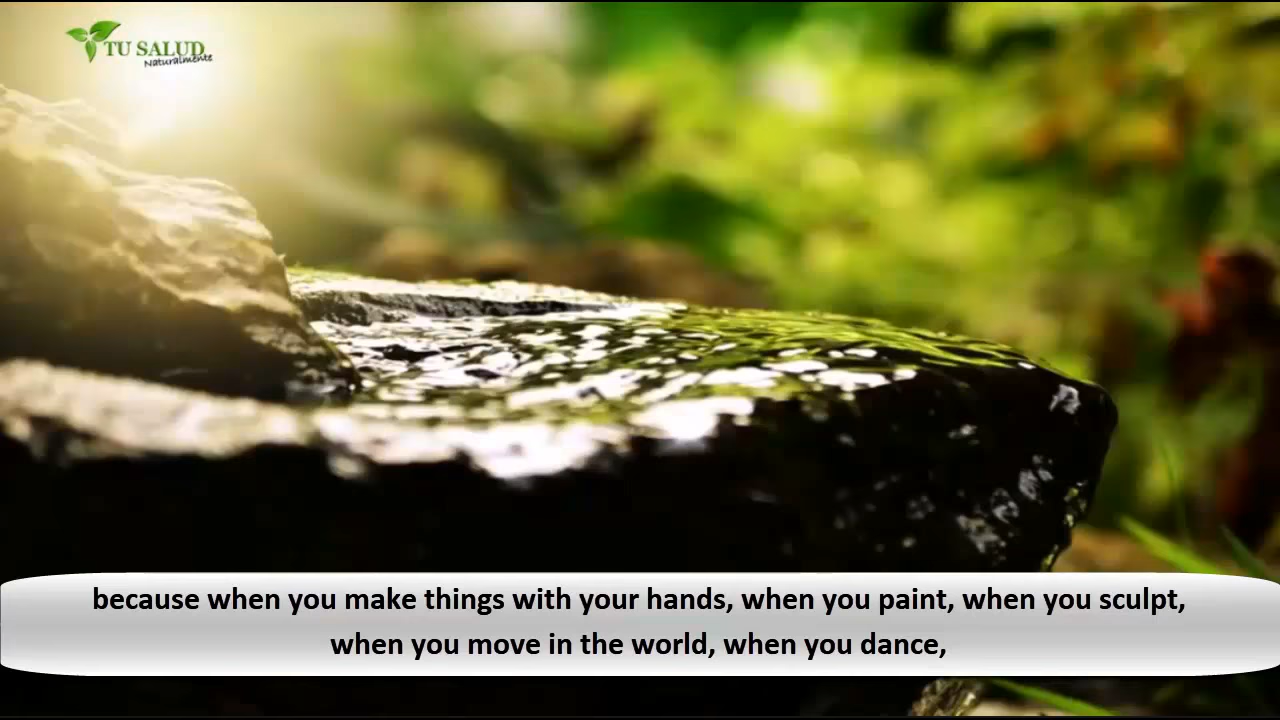 TU SALUD
Naturalmente
because when you make things with your hands, when you paint, when you sculpt,
when you move in the world, when you dance,